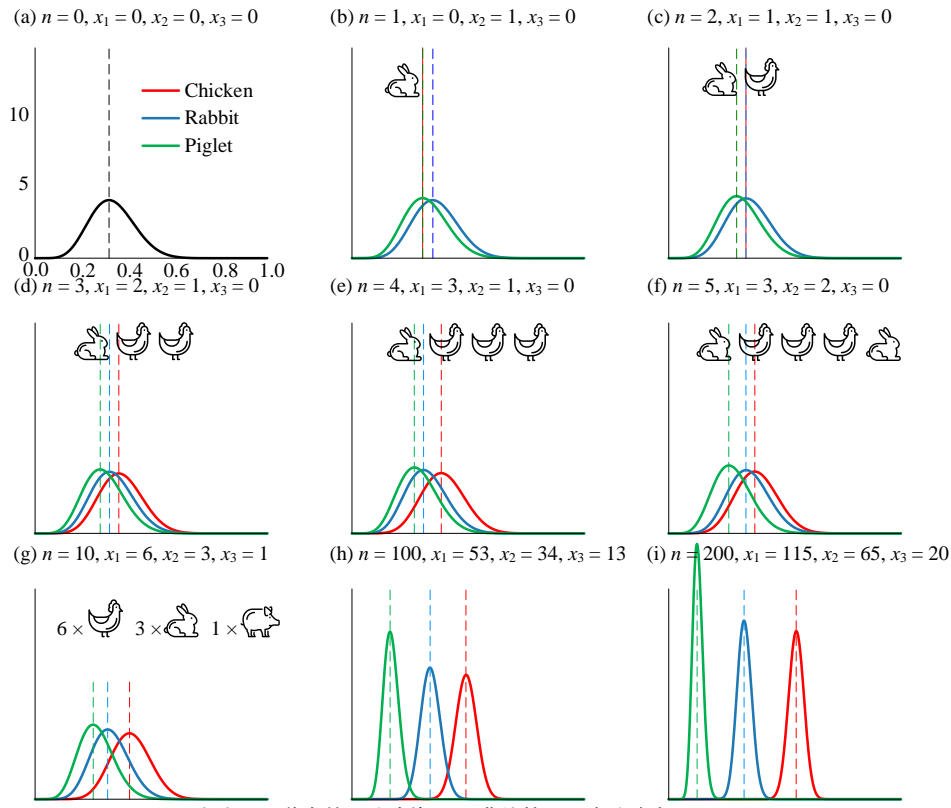 (a) n = 0, x₁ = 0, x₂ = 0, x₃ = 0
(b) n = 1, x₁ = 0, x₂ = 1, x₃ = 0
(c) n = 2, x₁ = 1, x₂ = 1, x₃ = 0
Chicken
Rabbit
Piglet
10
5
0
0.0 0.2 0.4 0.6 0.8 1.0
(d) n = 3, x₁ = 2, x₂ = 1, x₃ = 0
(e) n = 4, x₁ = 3, x₂ = 1, x₃ = 0
(f) n = 5, x₁ = 3, x₂ = 2, x₃ = 0
(g) n = 10, x₁ = 6, x₂ = 3, x₃ = 1
(h) n = 100, x₁ = 53, x₂ = 34, x₃ = 13
(i) n = 200, x₁ = 115, x₂ = 65, x₃ = 20
6 × 3 × 1 ×